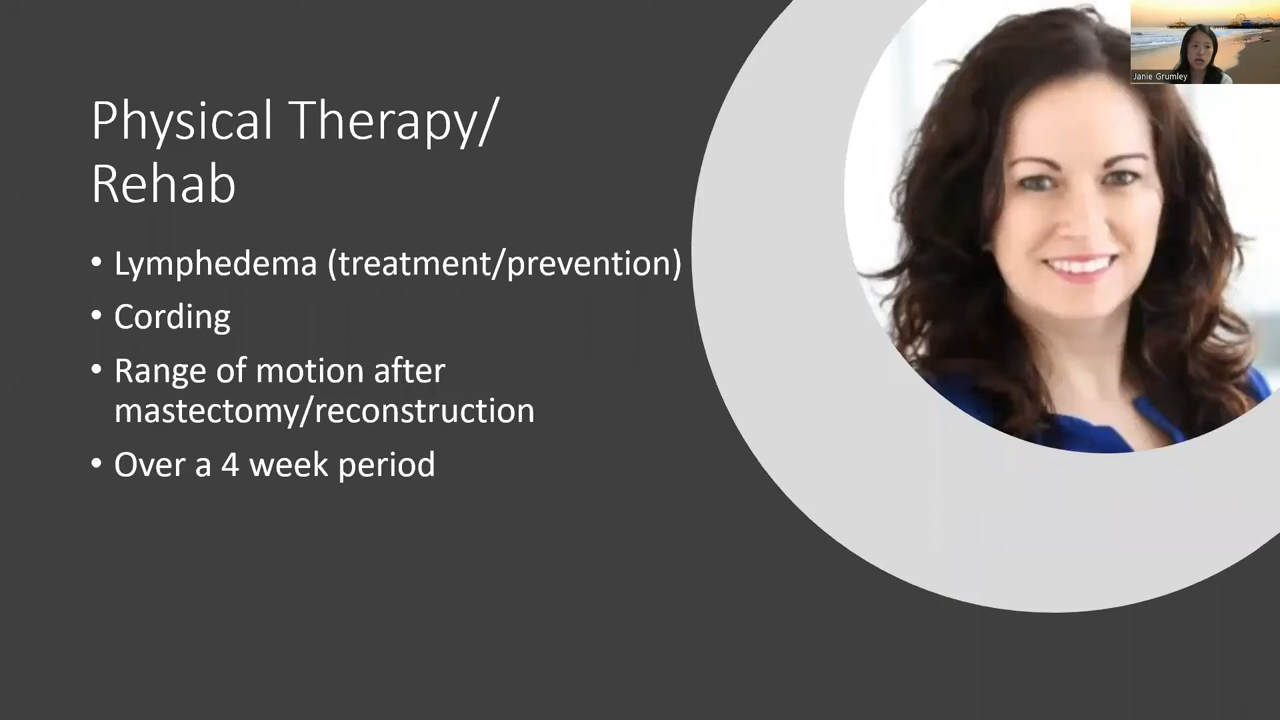 Physical Therapy/
Rehab
• Lymphedema (treatment/prevention)
• Cording
• Range of motion after
mastectomy/reconstruction
• Over a 4 week period
Janie Grumley